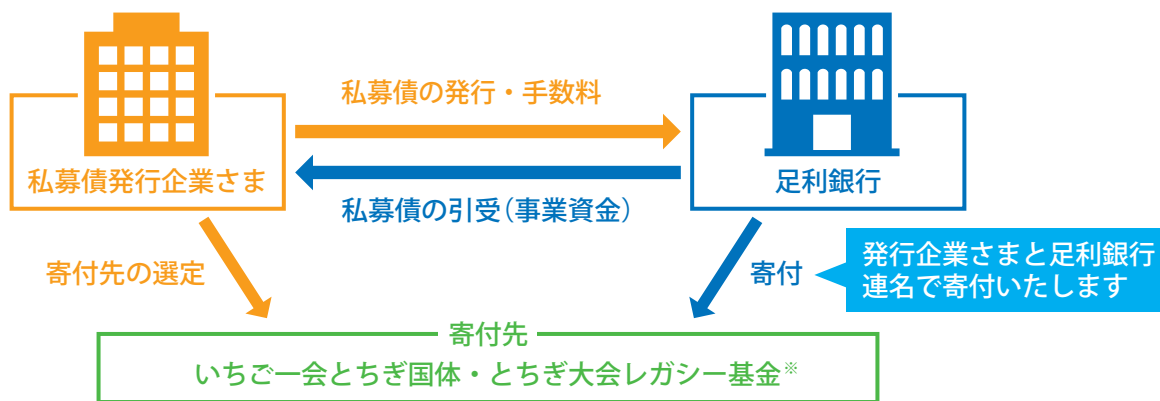 私募債の発行・手数料
私募債発行企業さま
足利銀行
私募債の引受（事業資金）
寄付先の選定
寄付
発行企業さまと足利銀行
連名で寄付いたします
寄付先
いちご一会とちぎ国体・とちぎ大会レガシー基金※